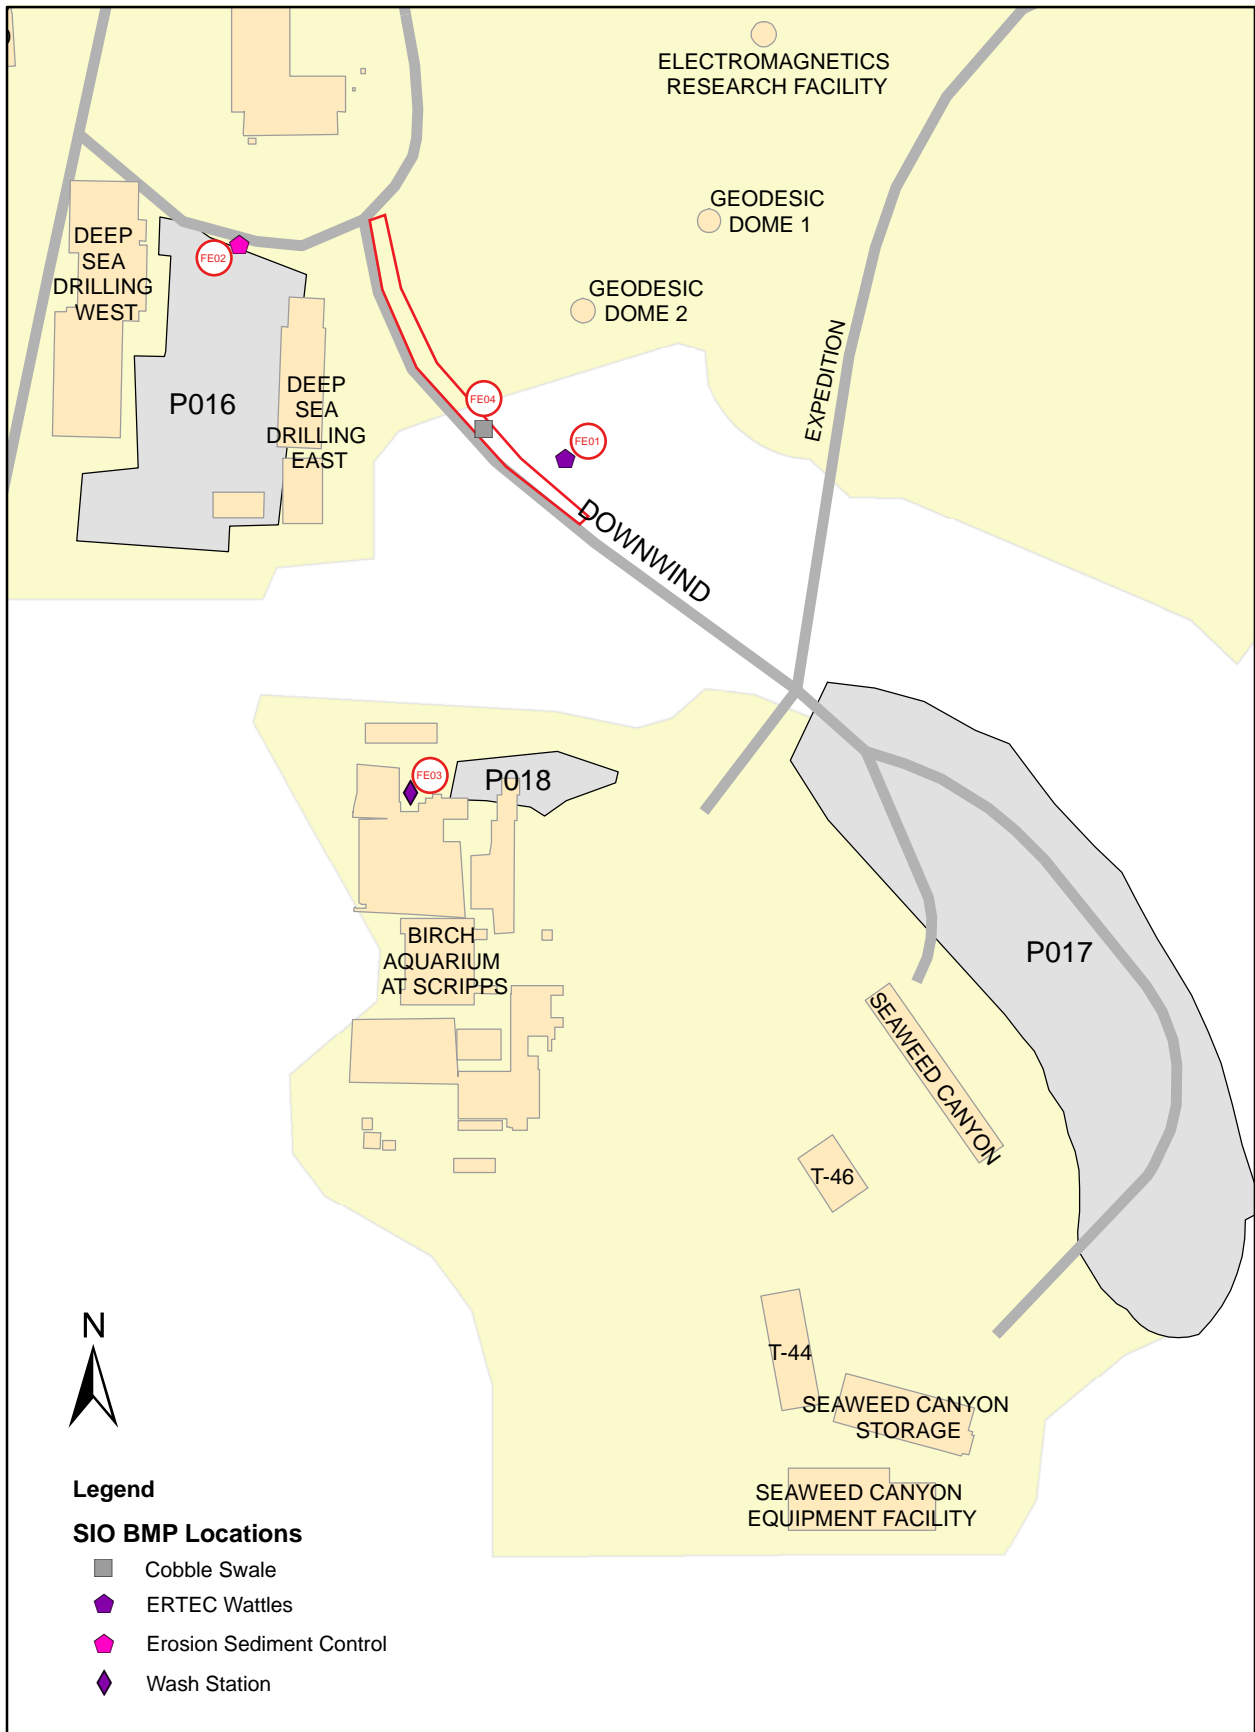 ELECTROMAGNETICS
RESEARCH FACILITY
GEODESIC
DOME 1
DEEP
SEA
DRILLING
WEST
FE02
GEODESIC
DOME 2
EXPEDITION
P016
DEEP
SEA
DRILLING
EAST
FE04
FE01
DOWNWIND
FE03
P018
P017
BIRCH
AQUARIUM
AT SCRIPPS
SEAWEED CANYON
T-46
N
T-44
SEAWEED CANYON
STORAGE
SEAWEED CANYON
EQUIPMENT FACILITY
Legend
SIO BMP Locations
Cobble Swale
ERTEC Wattles
Erosion Sediment Control
Wash Station